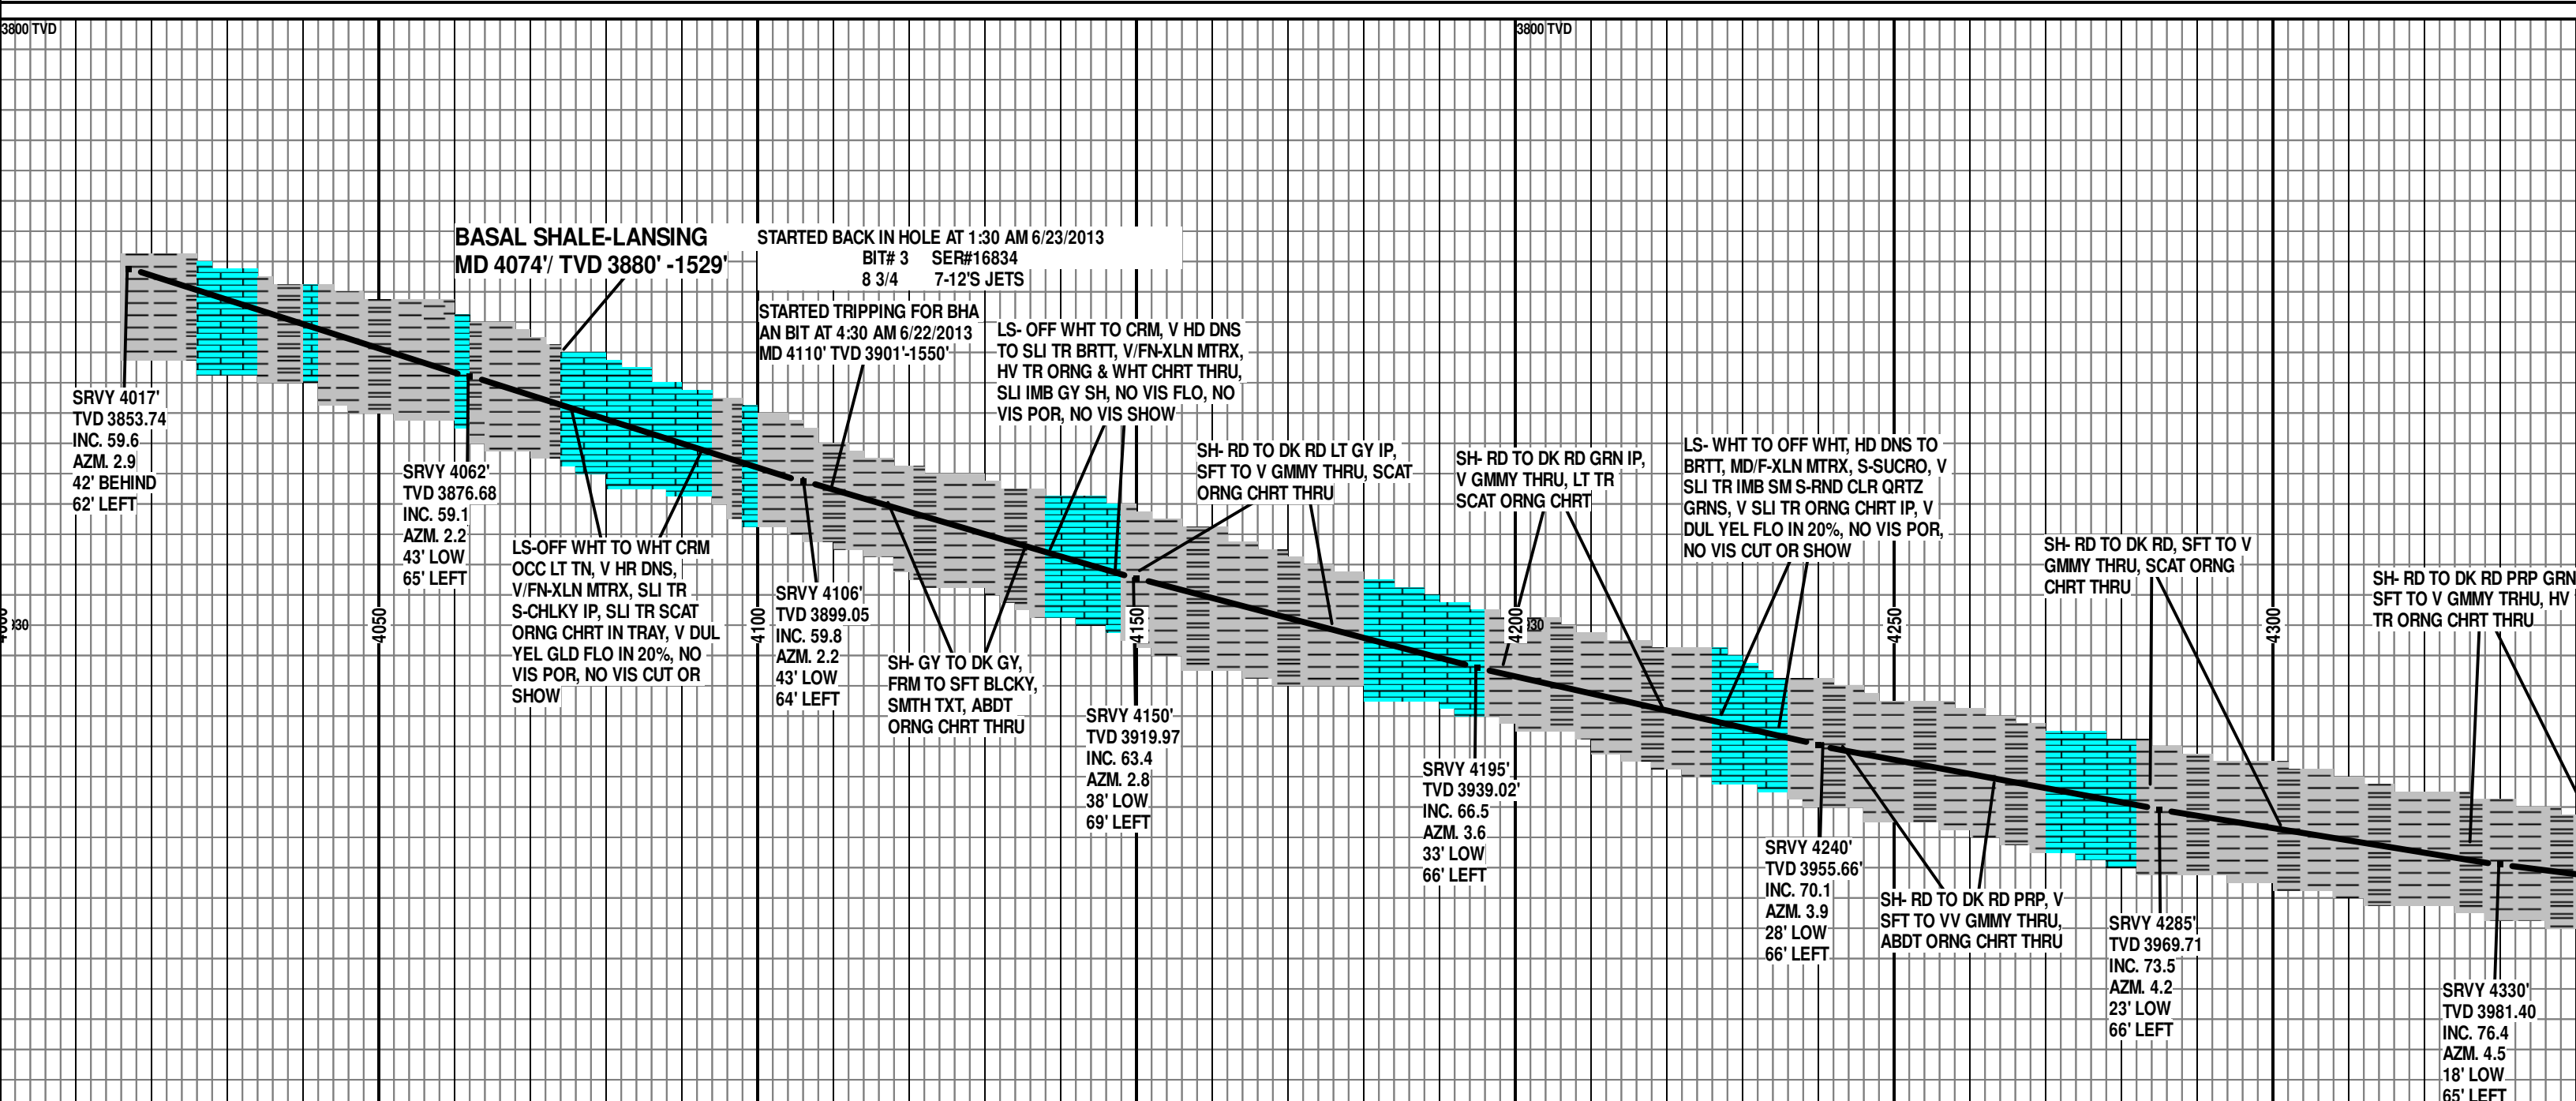 3800 TVD
3800 TVD
BASAL SHALE-LANSING
MD 4074'/ TVD 3880' -1529'
STARTED BACK IN HOLE AT 1:30 AM 6/23/2013
BIT# 3 SER#16834
8 3/4 7-12'S JETS
STARTED TRIPPING FOR BHA
AN BIT AT 4:30 AM 6/22/2013
MD 4110' TVD 3901'-1550'
LS- OFF WHT TO CRM, V HD DNS
TO SLI TR BRTT, V/FN-XLN MTRX,
HV TR ORNG & WHT CHRT THRU,
SLI IMB GY SH, NO VIS FLO, NO
VIS POR, NO VIS SHOW
SRVY 4017'
TVD 3853.74
INC. 59.6
AZM. 2.9
42' BEHIND
62' LEFT
SRVY 4062'
TVD 3876.68
INC. 59.1
AZM. 2.2
43' LOW
65' LEFT
LS-OFF WHT TO WHT CRM
OCC LT TN, V HR DNS,
V/FN-XLN MTRX, SLI TR
S-CHLKY IP, SLI TR SCAT
ORNG CHRT IN TRAY, V DUL
YEL GLD FLO IN 20%, NO
VIS POR, NO VIS CUT OR
SHOW
SRVY 4106'
TVD 3899.05
INC. 59.8
AZM. 2.2
43' LOW
64' LEFT
SH- GY TO DK GY,
FRM TO SFT BLCKY,
SMTH TXT, ABDT
ORNG CHRT THRU
SH- RD TO DK RD LT GY IP,
SFT TO V GMMY THRU, SCAT
ORNG CHRT THRU
SRVY 4150'
TVD 3919.97
INC. 63.4
AZM. 2.8
38' LOW
69' LEFT
SH- RD TO DK RD GRN IP,
V GMMY THRU, LT TR
SCAT ORNG CHRT
SRVY 4195'
TVD 3939.02'
INC. 66.5
AZM. 3.6
33' LOW
66' LEFT
LS- WHT TO OFF WHT, HD DNS TO
BRTT, MD/F-XLN MTRX, S-SUCRO, V
SLI TR IMB SM S-RND CLR QRTZ
GRNS, V SLI TR ORNG CHRT IP, V
DUL YEL FLO IN 20%, NO VIS POR,
NO VIS CUT OR SHOW
SRVY 4240'
TVD 3955.66'
INC. 70.1
AZM. 3.9
28' LOW
66' LEFT
SH- RD TO DK RD PRP, V
SFT TO VV GMMY THRU,
ABDT ORNG CHRT THRU
SH- RD TO DK RD, SFT TO V
GMMY THRU, SCAT ORNG
CHRT THRU
SRVY 4285'
TVD 3969.71
INC. 73.5
AZM. 4.2
23' LOW
66' LEFT
SH- RD TO DK RD PRP GRN
SFT TO V GMMY TRHU, HV
TR ORNG CHRT THRU
SRVY 4330'
TVD 3981.40
INC. 76.4
AZM. 4.5
18' LOW
65' LEFT
4050
4100
4150
4200
4250
4300